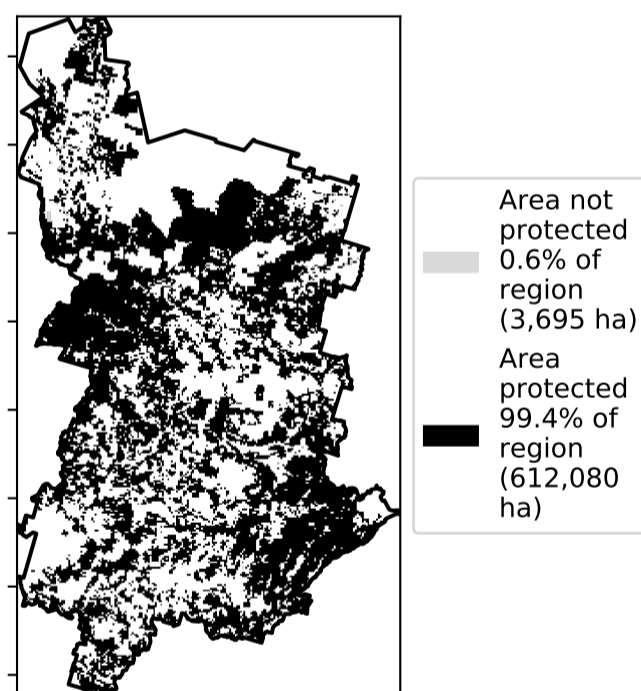 Area not
protected
0.6% of
region
(3,695 ha)
Area
protected
99.4% of
region
(612,080
ha)